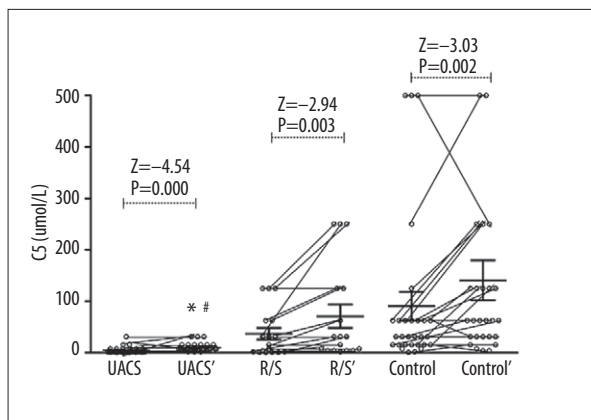 Z=–3.03
P=0.002
Z=–2.94
P=0.003
Z=–4.54
P=0.000
C5 (umol/L)
500
400
300
200
100
0
* #
UACS UACS’ R/S R/S’ Control Control’